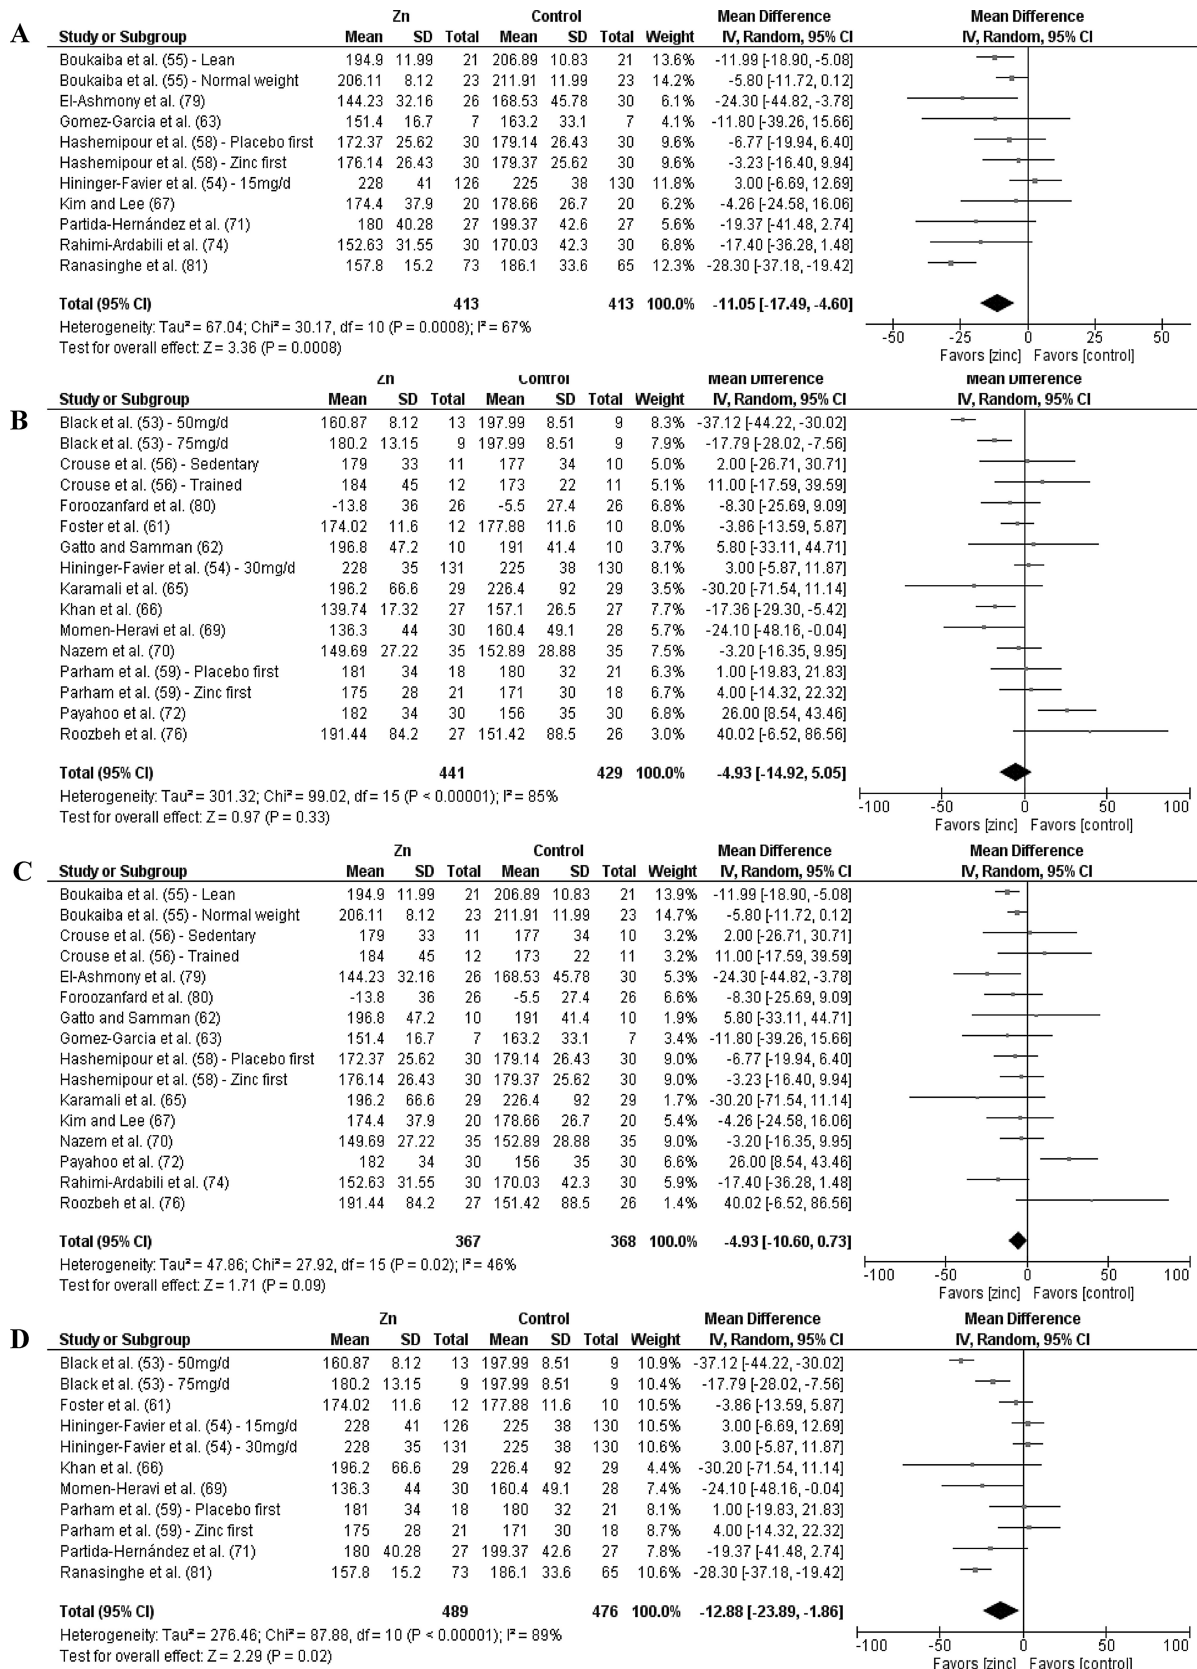 A
Zn Control Mean Difference Mean Difference
Study or Subgroup Mean SD Total Mean SD Total Weight IV, Random, 95% CI IV, Random, 95% CI
Boukaiba et al. (55) - Lean 194.9 11.99 21 206.89 10.83 21 13.6% -11.99 [-18.90, -5.08]
Boukaiba et al. (55) - Normal weight 206.11 8.12 23 211.91 11.99 23 14.2% -5.80 [-11.72, 0.12]
El-Ashmony et al. (79) 144.23 32.16 26 168.53 45.78 30 6.1% -24.30 [-44.82, -3.78]
Gomez-Garcia et al. (63) 151.4 16.7 7 163.2 33.1 7 4.1% -11.80 [-39.26, 15.66]
Hashemipour et al. (58) - Placebo first 172.37 25.62 30 179.14 26.43 30 9.6% -6.77 [-19.94, 6.40]
Hashemipour et al. (58) - Zinc first 176.14 26.43 30 179.37 25.62 30 9.6% -3.23 [-16.40, 9.94]
Hininger-Favier et al. (54) - 15mg/d 228 41 126 225 38 130 11.8% 3.00 [-6.69, 12.69]
Kim and Lee (67) 174.4 37.9 20 178.66 26.7 20 6.2% -4.26 [-24.58, 16.06]
Partida-Hernández et al. (71) 180 40.28 27 199.37 42.6 27 5.6% -19.37 [-41.48, 2.74]
Rahimi-Ardabili et al. (74) 152.63 31.55 30 170.03 42.3 30 6.8% -17.40 [-36.28, 1.48]
Ranasinghe et al. (81) 157.8 15.2 73 186.1 33.6 65 12.3% -28.30 [-37.18, -19.42]
Total (95% CI) 413 413 100.0% -11.05 [-17.49, -4.60]
Heterogeneity: Tau² = 67.04; Chi² = 30.17, df = 10 (P = 0.0008); I² = 67%
Test for overall effect: Z = 3.36 (P = 0.0008)
-50 -25 0 25 50
Favors [zinc] Favors [control]
B
Zn Control Mean Difference Mean Difference
Study or Subgroup Mean SD Total Mean SD Total Weight IV, Random, 95% CI IV, Random, 95% CI
Black et al. (53) - 50mg/d 160.87 8.12 13 197.99 8.51 9 8.3% -37.12 [-44.22, -30.02]
Black et al. (53) - 75mg/d 180.2 13.15 9 197.99 8.51 9 8.0% -17.79 [-28.02, -7.56]
Crouse et al. (56) - Sedentary 179 33 11 177 34 10 5.0% 2.00 [-26.71, 30.71]
Crouse et al. (56) - Trained 184 45 12 173 22 11 5.1% 11.00 [-17.59, 39.59]
Foroozanfard et al. (80) -13.8 36 26 -5.5 27.4 26 6.8% -8.30 [-25.69, 9.09]
Foster et al. (61) 174.02 11.6 12 177.88 11.6 10 8.0% -3.86 [-13.59, 5.87]
Gatto and Samman (62) 196.8 47.2 10 191 41.4 10 3.7% 5.80 [-33.11, 44.71]
Hininger-Favier et al. (54) - 30mg/d 228 35 131 225 38 130 8.1% 3.00 [-5.87, 11.87]
Karamali et al. (65) 196.2 66.6 29 226.4 92 29 3.5% -30.20 [-71.54, 11.14]
Khan et al. (66) 139.74 17.32 27 157.1 26.5 27 7.7% -17.36 [-29.30, -5.42]
Momen-Heravi et al. (69) 136.3 44 30 160.4 49.1 28 5.7% -24.10 [-48.16, -0.04]
Nazem et al. (70) 149.69 27.22 35 152.89 28.88 35 7.5% -3.20 [-16.35, 9.95]
Parham et al. (59) - Placebo first 181 34 18 180 32 21 6.3% 1.00 [-19.83, 21.83]
Parham et al. (59) - Zinc first 175 28 21 171 30 18 6.7% 4.00 [-14.32, 22.32]
Payahoo et al. (72) 182 34 30 156 35 30 6.8% 26.00 [8.54, 43.46]
Roozbeh et al. (76) 191.44 84.2 27 151.42 88.5 26 3.0% 40.02 [-6.52, 86.56]
Total (95% CI) 441 429 100.0% -4.93 [-14.92, 5.05]
Heterogeneity: Tau² = 301.32; Chi² = 99.02, df = 15 (P < 0.00001); I² = 85%
Test for overall effect: Z = 0.97 (P = 0.33)
-100 -50 0 50 100
Favors [zinc] Favors [control]
C
Zn Control Mean Difference Mean Difference
Study or Subgroup Mean SD Total Mean SD Total Weight IV, Random, 95% CI IV, Random, 95% CI
Boukaiba et al. (55) - Lean 194.9 11.99 21 206.89 10.83 21 13.9% -11.99 [-18.90, -5.08]
Boukaiba et al. (55) - Normal weight 206.11 8.12 23 211.91 11.99 23 14.7% -5.80 [-11.72, 0.12]
Crouse et al. (56) - Sedentary 179 33 11 177 34 10 3.2% 2.00 [-26.71, 30.71]
Crouse et al. (56) - Trained 184 45 12 173 22 11 3.2% 11.00 [-17.59, 39.59]
El-Ashmony et al. (79) 144.23 32.16 26 168.53 45.78 30 5.3% -24.30 [-44.82, -3.78]
Foroozanfard et al. (80) -13.8 36 26 -5.5 27.4 26 6.6% -8.30 [-25.69, 9.09]
Gatto and Samman (62) 196.8 47.2 10 191 41.4 10 1.9% 5.80 [-33.11, 44.71]
Gomez-Garcia et al. (63) 151.4 16.7 7 163.2 33.1 7 3.4% -11.80 [-39.26, 15.66]
Hashemipour et al. (58) - Placebo first 172.37 25.62 30 179.14 26.43 30 9.0% -6.77 [-19.94, 6.40]
Hashemipour et al. (58) - Zinc first 176.14 26.43 30 179.37 25.62 30 9.0% -3.23 [-16.40, 9.94]
Karamali et al. (65) 196.2 66.6 29 226.4 92 29 1.7% -30.20 [-71.54, 11.14]
Kim and Lee (67) 174.4 37.9 20 178.66 26.7 20 5.4% -4.26 [-24.58, 16.06]
Nazem et al. (70) 149.69 27.22 35 152.89 28.88 35 9.0% -3.20 [-16.35, 9.95]
Payahoo et al. (72) 182 34 30 156 35 30 6.6% 26.00 [8.54, 43.46]
Rahimi-Ardabili et al. (74) 152.63 31.55 30 170.03 42.3 30 5.9% -17.40 [-36.28, 1.48]
Roozbeh et al. (76) 191.44 84.2 27 151.42 88.5 26 1.4% 40.02 [-6.52, 86.56]
Total (95% CI) 367 368 100.0% -4.93 [-10.60, 0.73]
Heterogeneity: Tau² = 47.86; Chi² = 27.92, df = 15 (P = 0.02); I² = 46%
Test for overall effect: Z = 1.71 (P = 0.09)
-100 -50 0 50 100
Favors [zinc] Favors [control]
D
Zn Control Mean Difference Mean Difference
Study or Subgroup Mean SD Total Mean SD Total Weight IV, Random, 95% CI IV, Random, 95% CI
Black et al. (53) - 50mg/d 160.87 8.12 13 197.99 8.51 9 10.9% -37.12 [-44.22, -30.02]
Black et al. (53) - 75mg/d 180.2 13.15 9 197.99 8.51 9 10.4% -17.79 [-28.02, -7.56]
Foster et al. (61) 174.02 11.6 12 177.88 11.6 10 10.5% -3.86 [-13.59, 5.87]
Hininger-Favier et al. (54) - 15mg/d 228 41 126 225 38 130 10.5% 3.00 [-6.69, 12.69]
Hininger-Favier et al. (54) - 30mg/d 228 35 131 225 38 130 10.6% 3.00 [-5.87, 11.87]
Khan et al. (66) 196.2 66.6 29 226.4 92 29 4.4% -30.20 [-71.54, 11.14]
Momen-Heravi et al. (69) 136.3 44 30 160.4 49.1 28 7.4% -24.10 [-48.16, -0.04]
Parham et al. (59) - Placebo first 181 34 18 180 32 21 8.1% 1.00 [-19.83, 21.83]
Parham et al. (59) - Zinc first 175 28 21 171 30 18 8.7% 4.00 [-14.32, 22.32]
Partida-Hernández et al. (71) 180 40.28 27 199.37 42.6 27 7.8% -19.37 [-41.48, 2.74]
Ranasinghe et al. (81) 157.8 15.2 73 186.1 33.6 65 10.6% -28.30 [-37.18, -19.42]
Total (95% CI) 489 476 100.0% -12.88 [-23.89, -1.86]
Heterogeneity: Tau² = 276.46; Chi² = 87.88, df = 10 (P < 0.00001); I² = 89%
Test for overall effect: Z = 2.29 (P = 0.02)
-100 -50 0 50 100
Favors [zinc] Favors [control]